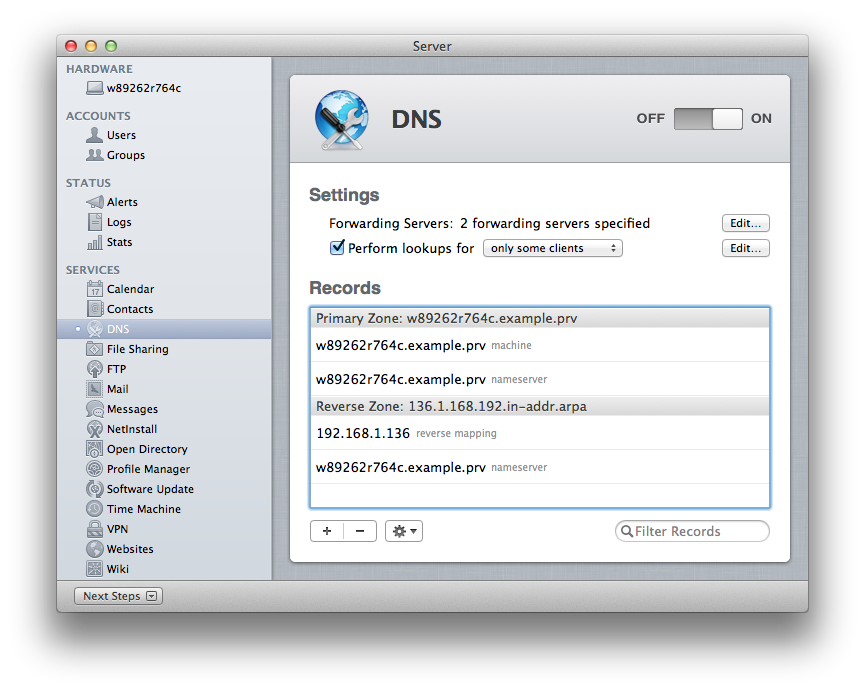 Server
HARDWARE
w89262r764c
ACCOUNTS
Users
Groups
STATUS
Alerts
Logs
Stats
SERVICES
17
Calendar
Contacts
DNS
File Sharing
FTP
Mail
Messages
NetInstall
Open Directory
Profile Manager
Software Update
Time Machine
VPN
Websites
Wiki
Next Steps
DNS
OFF ON
Settings
Forwarding Servers: 2 forwarding servers specified Edit...
Perform lookups for only some clients Edit...
Records
Primary Zone: w89262r764c.example.prv
w89262r764c.example.prv machine
w89262r764c.example.prv nameserver
Reverse Zone: 136.1.168.192.in-addr.arpa
192.168.1.136 reverse mapping
w89262r764c.example.prv nameserver
+ −
Filter Records